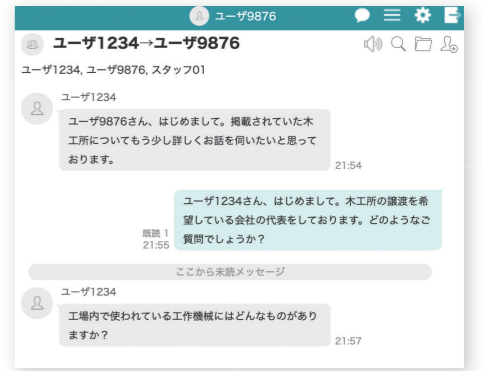 ユーザ9876
ユーザ1234→ユーザ9876
ユーザ1234, ユーザ9876, スタッフ01
ユーザ1234
ユーザ9876さん、はじめまして。掲載されていた木
工所についてもう少し詳しくお話を伺いたいと思って
おります。
21:54
ユーザ1234さん、はじめまして。木工所の譲渡を希
望している会社の代表をしております。どのようなご
質問でしょうか？
既読 1
21:55
ここから未読メッセージ
ユーザ1234
工場内で使われている工作機械にはどんなものがあり
ますか？
21:57